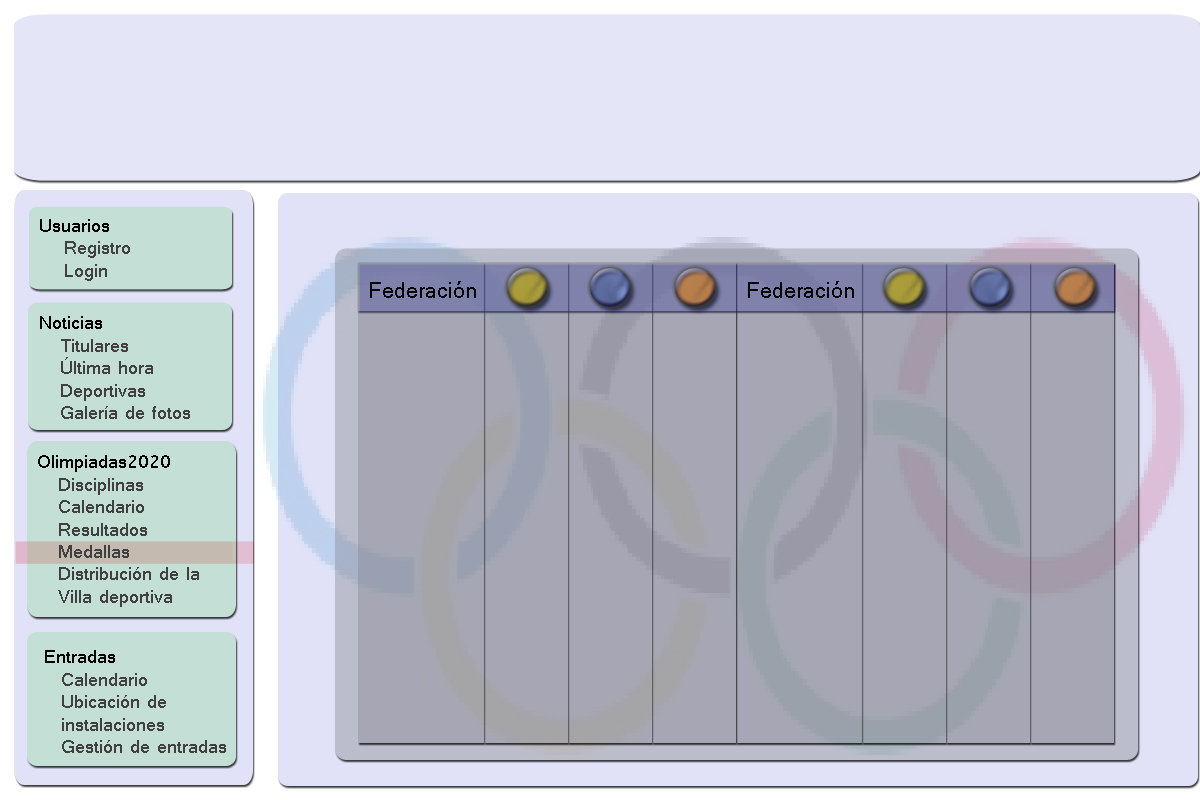 Usuarios
Registro
Login
Noticias
Titulares
Última hora
Deportivas
Galería de fotos
Olimpiadas2020
Disciplinas
Calendario
Resultados
Medallas
Distribución de la
Villa deportiva
Entradas
Calendario
Ubicación de
instalaciones
Gestión de entradas
Federación Federación